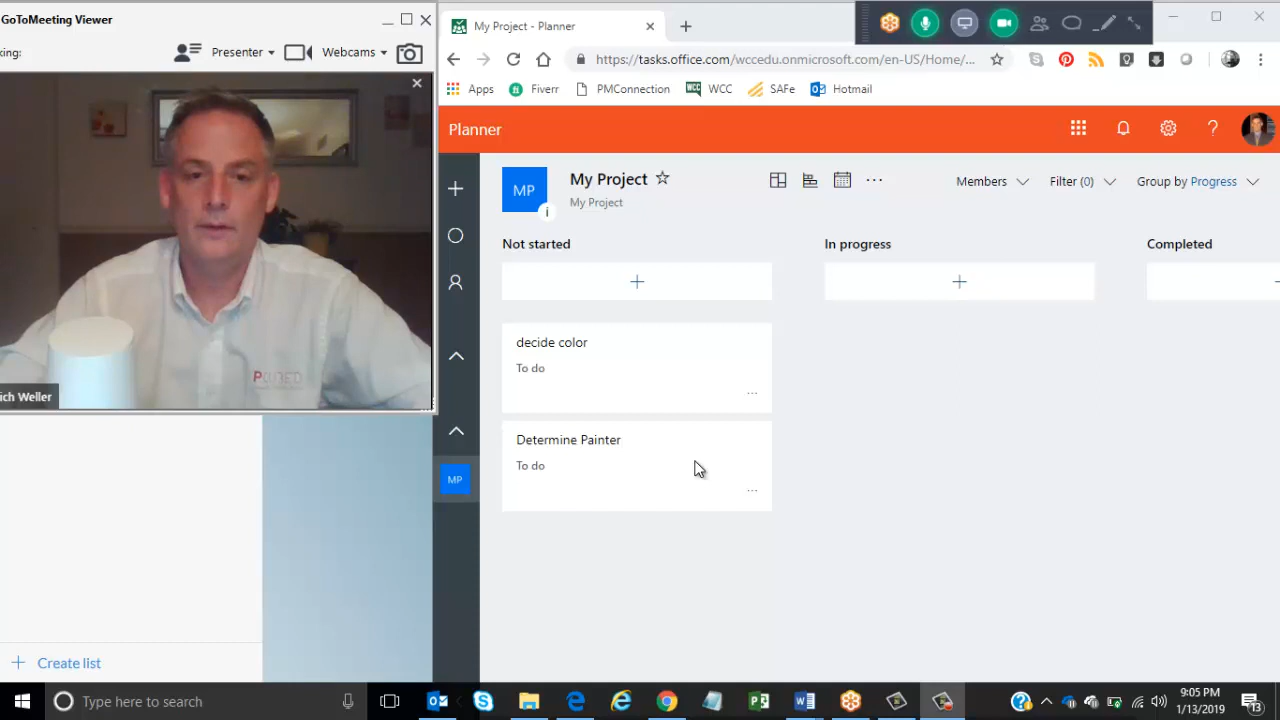 GoToMeeting Viewer
king:
Presenter
Webcams
ich Weller
Create list
My Project - Planner
https://tasks.office.com/wccedu.onmicrosoft.com/en-US/Home/...
Apps
Fiverr
PMConnection
WCC
WCC
SAFe
Hotmail
Planner
MP
i
My Project
My Project
Members
Filter (0)
Group by Progress
Not started
In progress
Completed
decide color
To do
Determine Painter
To do
MP
Type here to search
9:05 PM
1/13/2019
13